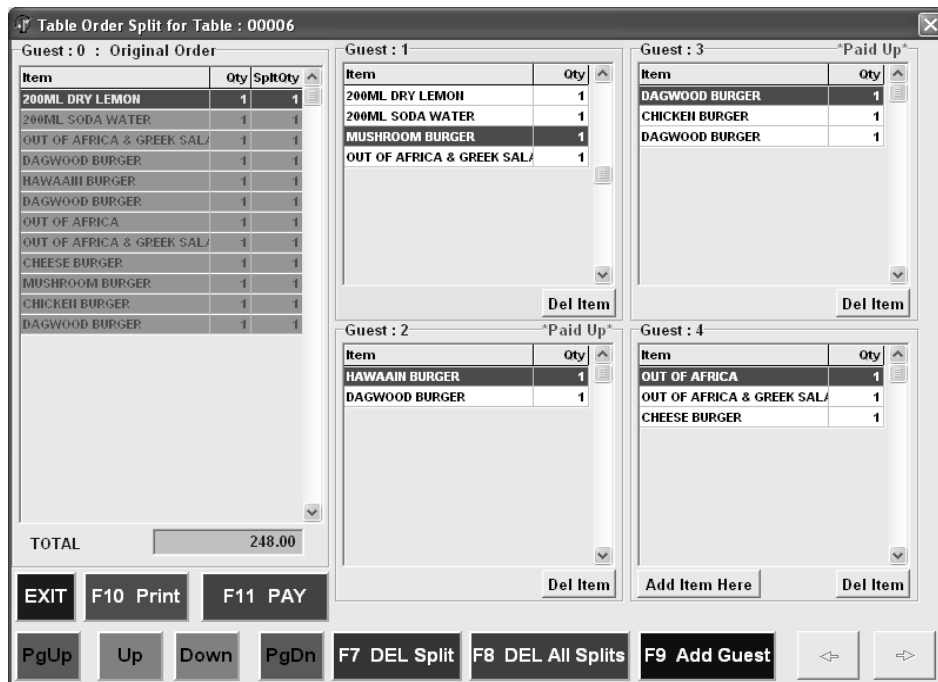 Table Order Split for Table : 00006
Guest : 0 : Original Order
Item Qty SpltQty
200ML DRY LEMON 1 1
200ML SODA WATER 1 1
OUT OF AFRICA & GREEK SALA 1 1
DAGWOOD BURGER 1 1
HAWAAIN BURGER 1 1
DAGWOOD BURGER 1 1
OUT OF AFRICA 1 1
OUT OF AFRICA & GREEK SALA 1 1
CHEESE BURGER 1 1
MUSHROOM BURGER 1 1
CHICKEN BURGER 1 1
DAGWOOD BURGER 1 1
TOTAL 248.00
Guest : 1
Item Qty
200ML DRY LEMON 1
200ML SODA WATER 1
MUSHROOM BURGER 1
OUT OF AFRICA & GREEK SALA 1
Del Item
Guest : 3 *Paid Up*
Item Qty
DAGWOOD BURGER 1
CHICKEN BURGER 1
DAGWOOD BURGER 1
Del Item
Guest : 2 *Paid Up*
Item Qty
HAWAAIN BURGER 1
DAGWOOD BURGER 1
Del Item
Guest : 4
Item Qty
OUT OF AFRICA 1
OUT OF AFRICA & GREEK SALA 1
CHEESE BURGER 1
Add Item Here Del Item
EXIT F10 Print F11 PAY
PgUp Up Down PgDn F7 DEL Split F8 DEL All Splits F9 Add Guest